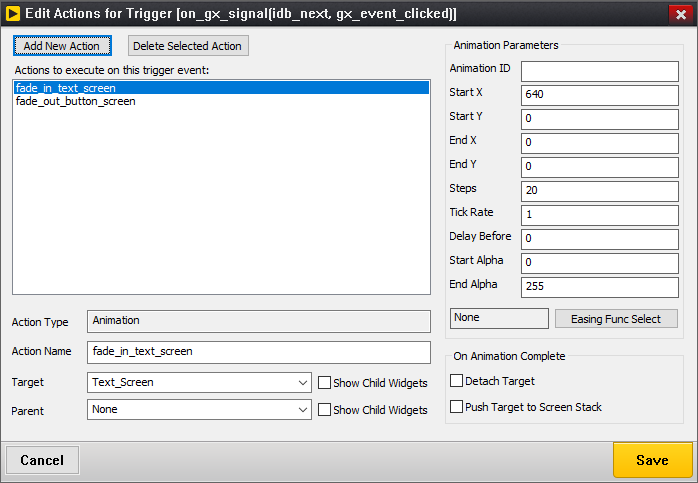 Edit Actions for Trigger [on_gx_signal(idb_next, gx_event_clicked)]
Add New Action
Delete Selected Action
Actions to execute on this trigger event:
fade_in_text_screen
fade_out_button_screen
Action Type
Animation
Action Name
fade_in_text_screen
Target
Text_Screen
Show Child Widgets
Parent
None
Show Child Widgets
Animation Parameters
Animation ID
Start X
640
Start Y
0
End X
0
End Y
0
Steps
20
Tick Rate
1
Delay Before
0
Start Alpha
0
End Alpha
255
None
Easing Func Select
On Animation Complete
Detach Target
Push Target to Screen Stack
Cancel
Save